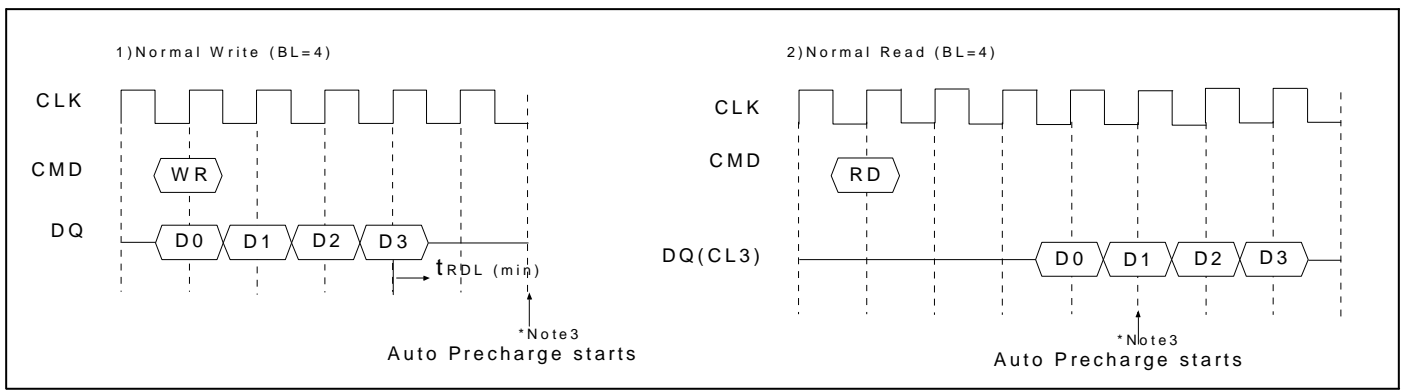 1)Normal Write (BL=4)
CLK
CMD
WR
DQ
D0 D1 D2 D3
tRDL (min)
*Note3
Auto Precharge starts
2)Normal Read (BL=4)
CLK
CMD
RD
DQ(CL3)
D0 D1 D2 D3
*Note3
Auto Precharge starts